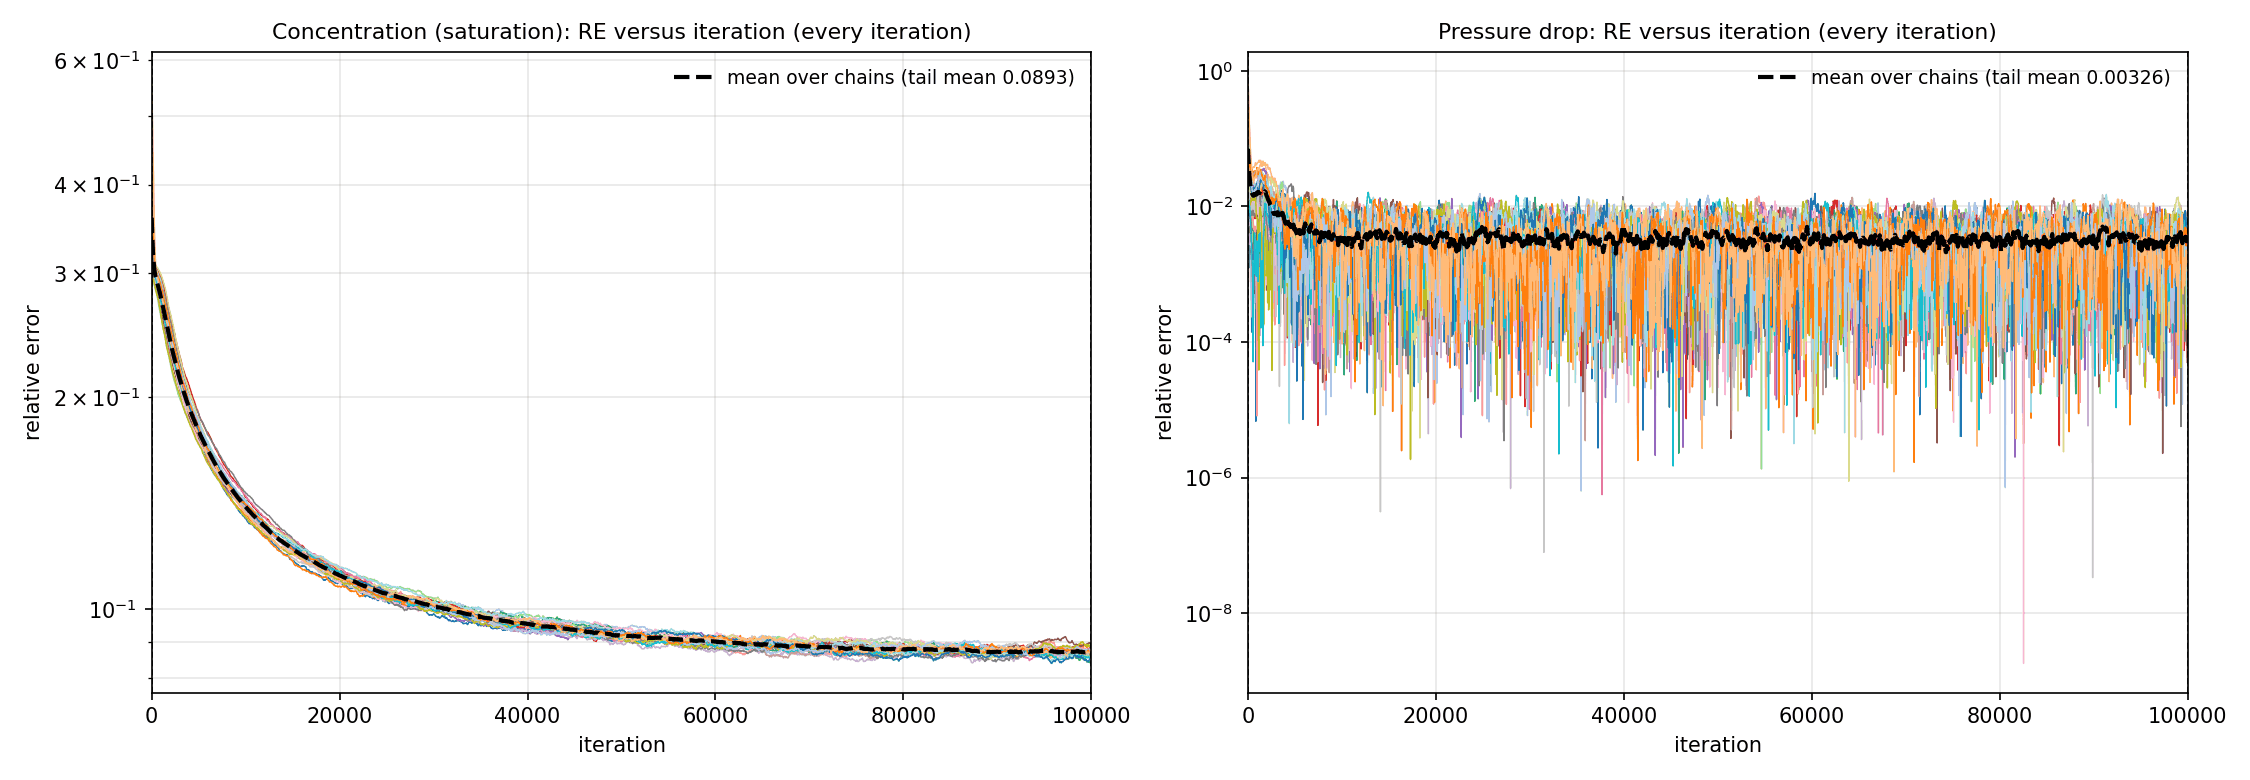 Concentration (saturation): RE versus iteration (every iteration)
mean over chains (tail mean 0.0893)
6 × 10⁻¹
4 × 10⁻¹
3 × 10⁻¹
2 × 10⁻¹
10⁻¹
relative error
0 20000 40000 60000 80000 100000
iteration
Pressure drop: RE versus iteration (every iteration)
mean over chains (tail mean 0.00326)
10⁰
10⁻²
10⁻⁴
10⁻⁶
10⁻⁸
relative error
0 20000 40000 60000 80000 100000
iteration